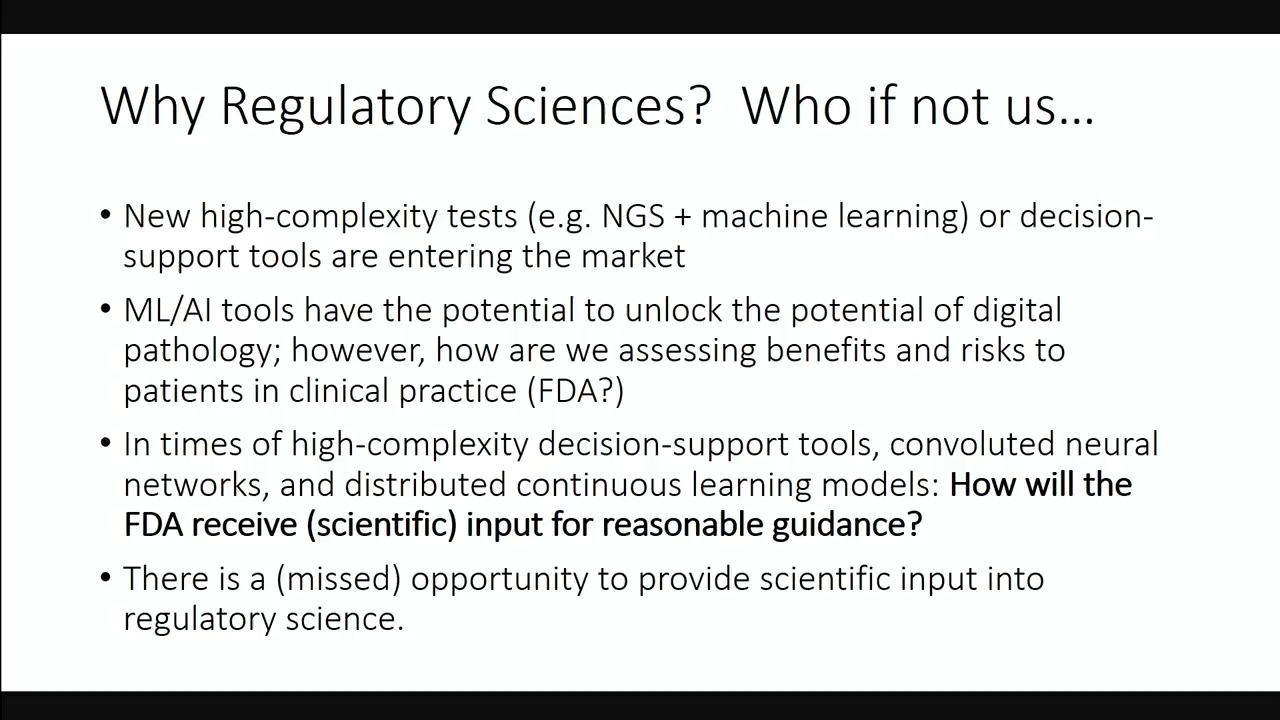 Why Regulatory Sciences?  Who if not us...
• New high-complexity tests (e.g. NGS + machine learning) or decision-
support tools are entering the market
• ML/AI tools have the potential to unlock the potential of digital
pathology; however, how are we assessing benefits and risks to
patients in clinical practice (FDA?)
• In times of high-complexity decision-support tools, convoluted neural
networks, and distributed continuous learning models: How will the
FDA receive (scientific) input for reasonable guidance?
• There is a (missed) opportunity to provide scientific input into
regulatory science.